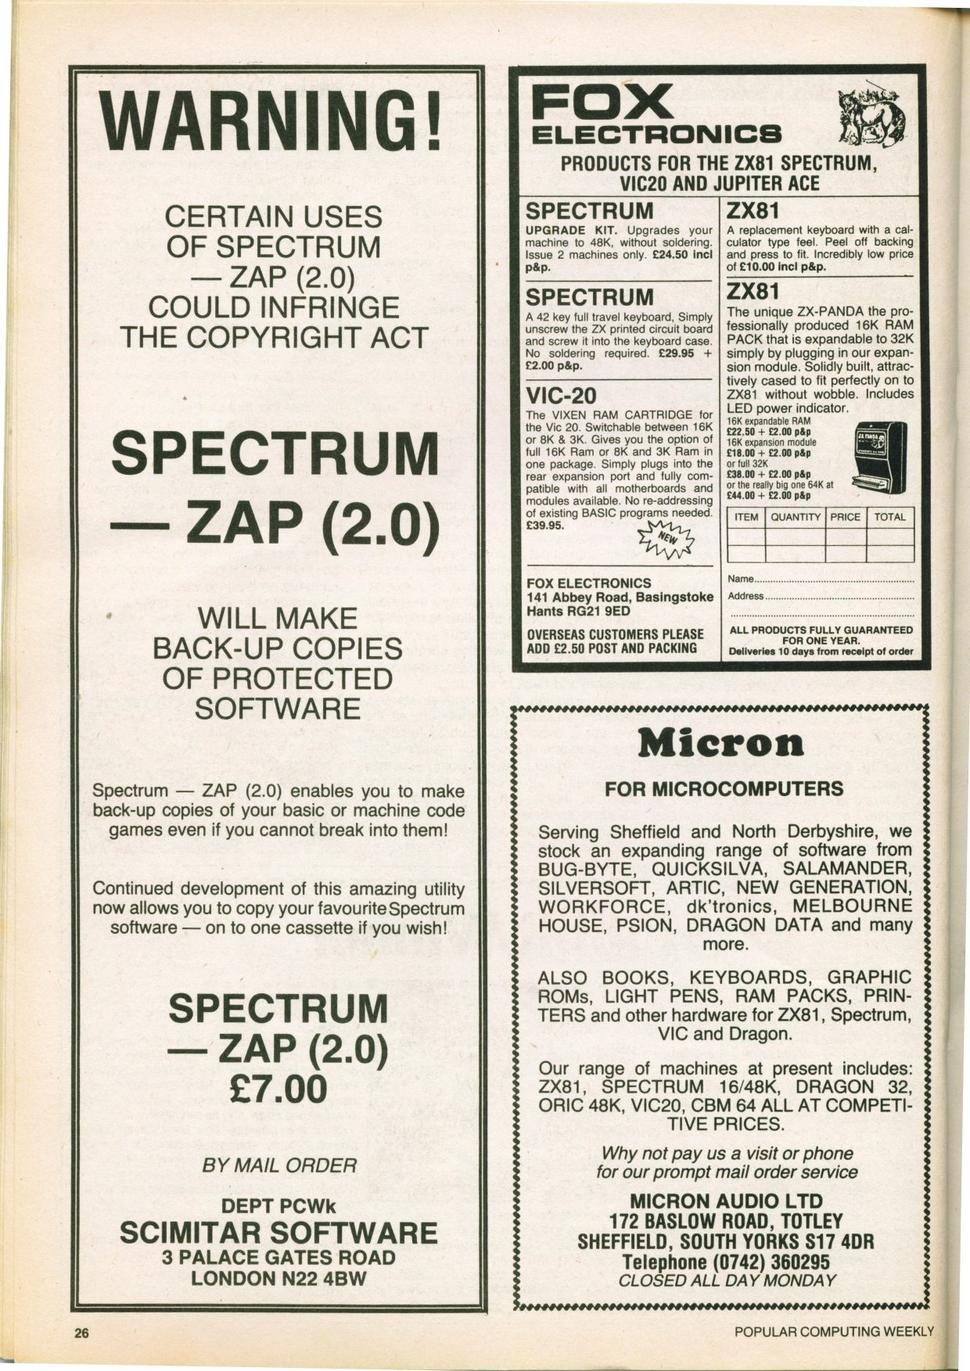 WARNING!
CERTAIN USES
OF SPECTRUM
— ZAP (2.0)
COULD INFRINGE
THE COPYRIGHT ACT
SPECTRUM
— ZAP (2.0)
WILL MAKE
BACK-UP COPIES
OF PROTECTED
SOFTWARE
Spectrum — ZAP (2.0) enables you to make
back-up copies of your basic or machine code
games even if you cannot break into them!
Continued development of this amazing utility
now allows you to copy your favourite Spectrum
software — on to one cassette if you wish!
SPECTRUM
— ZAP (2.0)
£7.00
BY MAIL ORDER
DEPT PCWk
SCIMITAR SOFTWARE
3 PALACE GATES ROAD
LONDON N22 4BW
FOX
ELECTRONICS
PRODUCTS FOR THE ZX81 SPECTRUM,
VIC20 AND JUPITER ACE
SPECTRUM
UPGRADE KIT. Upgrades your
machine to 48K, without soldering.
Issue 2 machines only. £24.50 incl
p&p.
SPECTRUM
A 42 key full travel keyboard, Simply
unscrew the ZX printed circuit board
and screw it into the keyboard case.
No soldering required. £29.95 +
£2.00 p&p.
VIC-20
The VIXEN RAM CARTRIDGE for
the Vic 20. Switchable between 16K
or 8K & 3K. Gives you the option of
full 16K Ram or 8K and 3K Ram in
one package. Simply plugs into the
rear expansion port and fully com-
patible with all motherboards and
modules available. No re-addressing
of existing BASIC programs needed.
£39.95.
NEW
FOX ELECTRONICS
141 Abbey Road, Basingstoke
Hants RG21 9ED
OVERSEAS CUSTOMERS PLEASE
ADD £2.50 POST AND PACKING
ZX81
A replacement keyboard with a cal-
culator type feel. Peel off backing
and press to fit. Incredibly low price
of £10.00 incl p&p.
ZX81
The unique ZX-PANDA the pro-
fessionally produced 16K RAM
PACK that is expandable to 32K
simply by plugging in our expan-
sion module. Solidly built, attrac-
tively cased to fit perfectly on to
ZX81 without wobble. Includes
LED power indicator.
16K expandable RAM
£22.50 + £2.00 p&p
16K expansion module
£18.00 + £2.00 p&p
or full 32K
£38.00 + £2.00 p&p
or the really big one 64K at
£44.00 + £2.00 p&p
ITEM QUANTITY PRICE TOTAL
Name
Address
ALL PRODUCTS FULLY GUARANTEED
FOR ONE YEAR.
Deliveries 10 days from receipt of order
Micron
FOR MICROCOMPUTERS
Serving Sheffield and North Derbyshire, we
stock an expanding range of software from
BUG-BYTE, QUICKSILVA, SALAMANDER,
SILVERSOFT, ARTIC, NEW GENERATION,
WORKFORCE, dk'tronics, MELBOURNE
HOUSE, PSION, DRAGON DATA and many
more.
ALSO BOOKS, KEYBOARDS, GRAPHIC
ROMs, LIGHT PENS, RAM PACKS, PRIN-
TERS and other hardware for ZX81, Spectrum,
VIC and Dragon.
Our range of machines at present includes:
ZX81, SPECTRUM 16/48K, DRAGON 32,
ORIC 48K, VIC20, CBM 64 ALL AT COMPETI-
TIVE PRICES.
Why not pay us a visit or phone
for our prompt mail order service
MICRON AUDIO LTD
172 BASLOW ROAD, TOTLEY
SHEFFIELD, SOUTH YORKS S17 4DR
Telephone (0742) 360295
CLOSED ALL DAY MONDAY
26
POPULAR COMPUTING WEEKLY